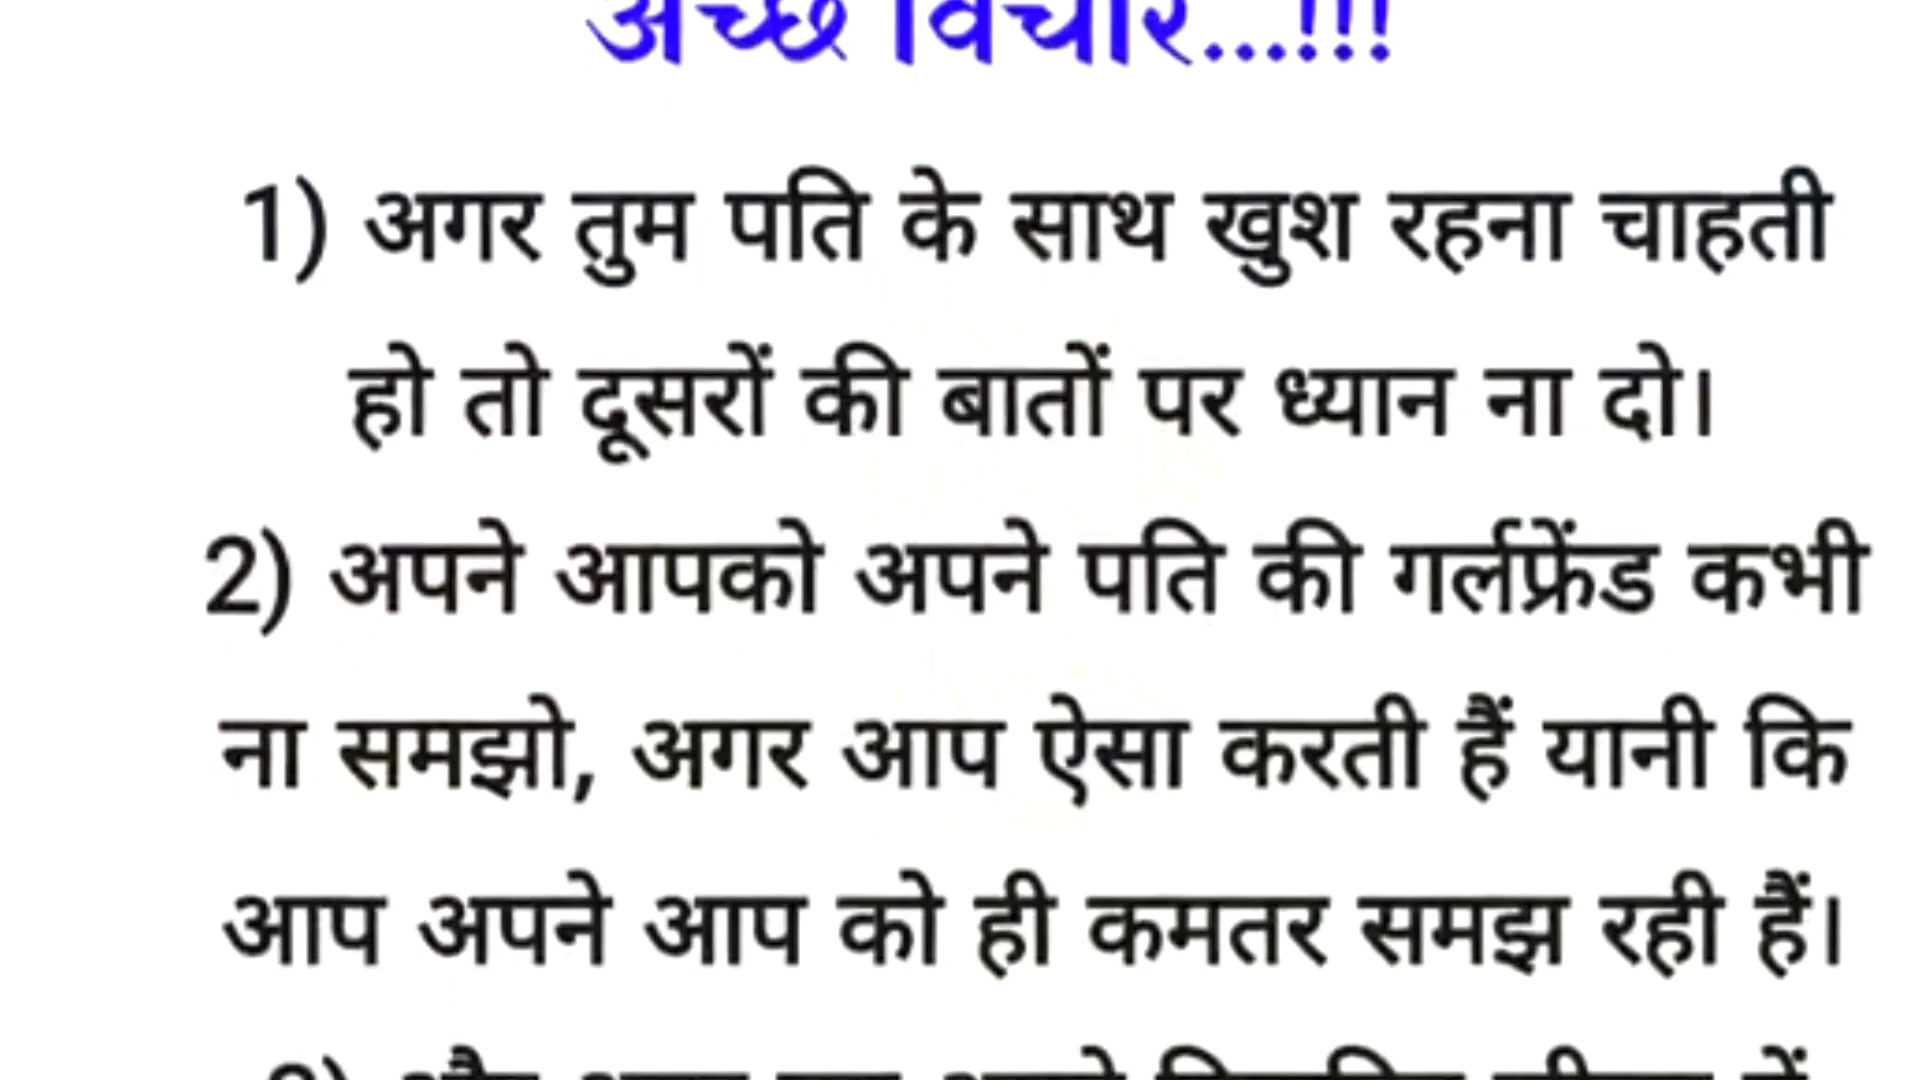 अच्छे विचार...!!!
1) अगर तुम पति के साथ खुश रहना चाहती
हो तो दूसरों की बातों पर ध्यान ना दो।
2) अपने आपको अपने पति की गर्लफ्रेंड कभी
ना समझो, अगर आप ऐसा करती हैं यानी कि
आप अपने आप को ही कमतर समझ रही हैं।